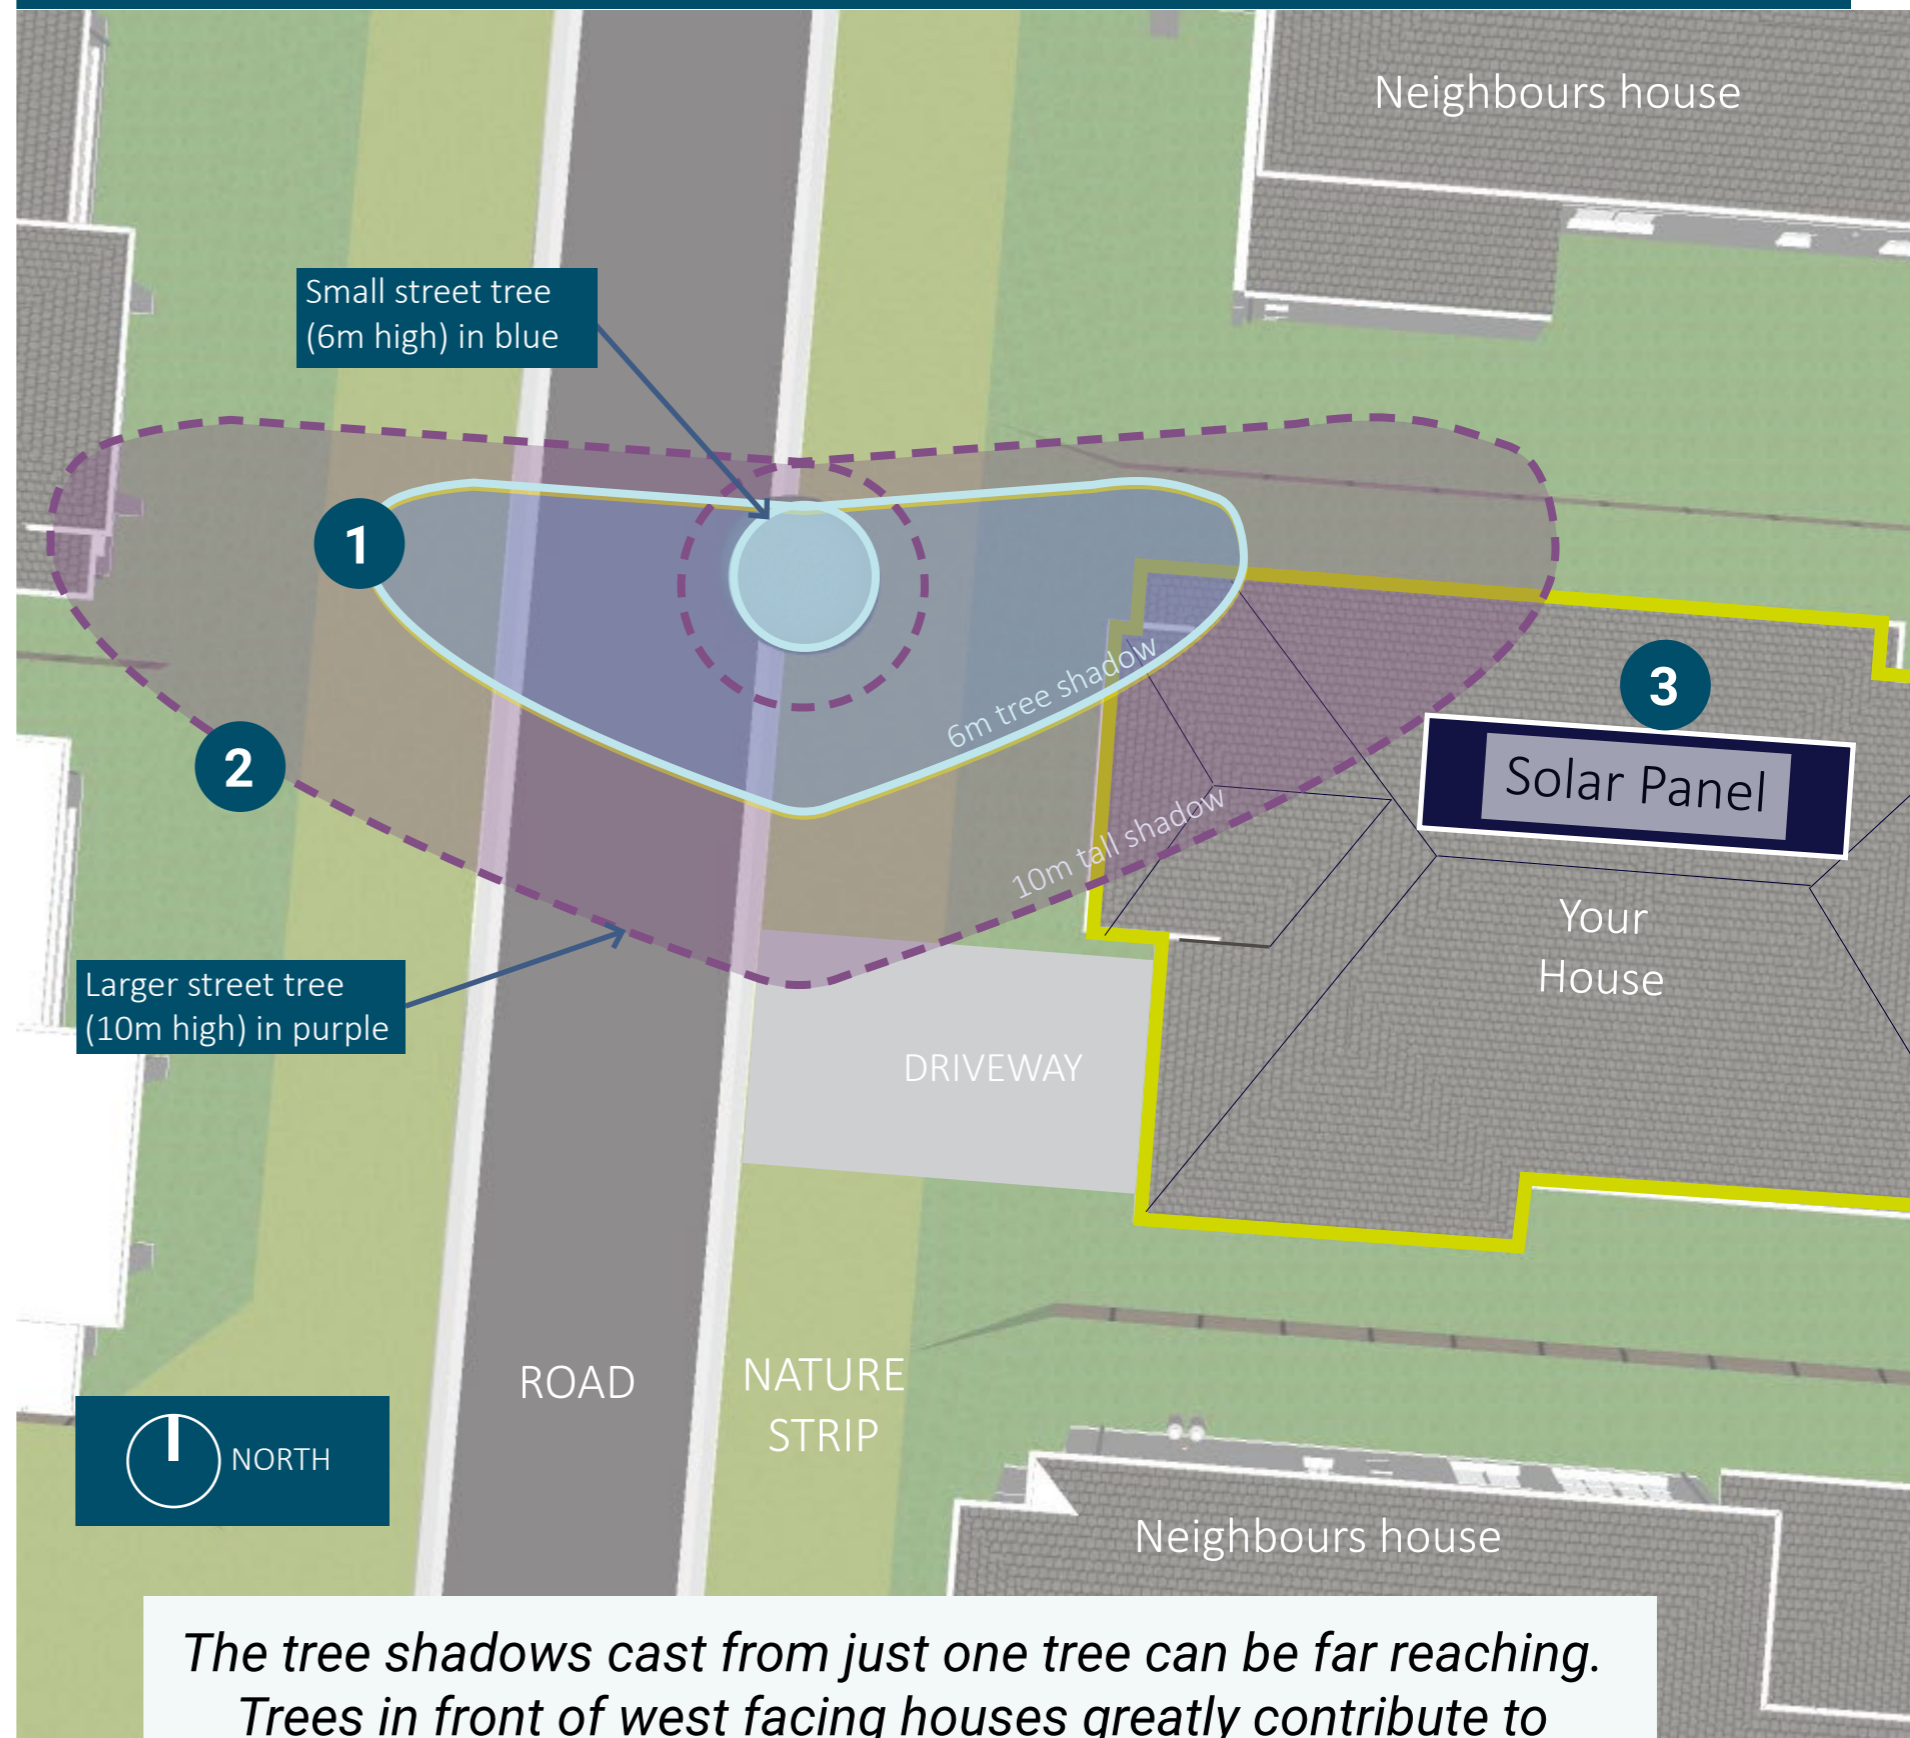 Neighbours house
Small street tree
(6m high) in blue
1
6m tree shadow
3
Solar Panel
2
10m tall shadow
Your
House
Larger street tree
(10m high) in purple
DRIVEWAY
ROAD
NATURE
STRIP
NORTH
Neighbours house
The tree shadows cast from just one tree can be far reaching.
Trees in front of west facing houses greatly contribute to